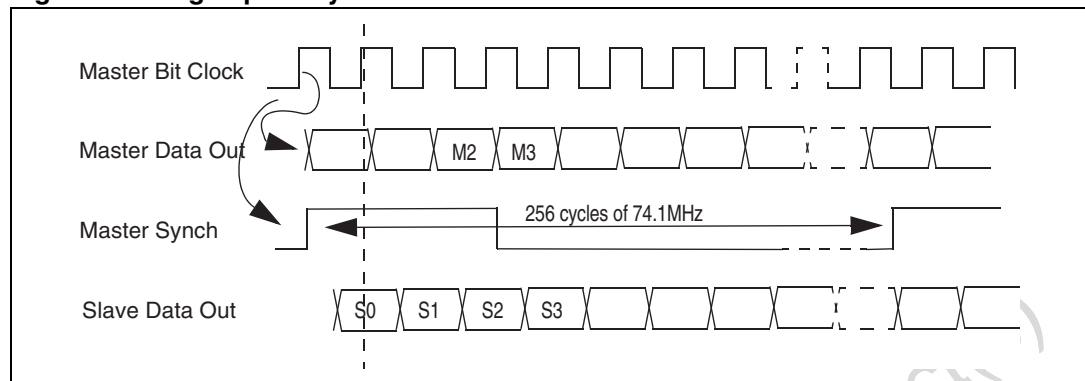 Master Bit Clock
Master Data Out
M2 M3
Master Synch
256 cycles of 74.1MHz
Slave Data Out
S0 S1 S2 S3